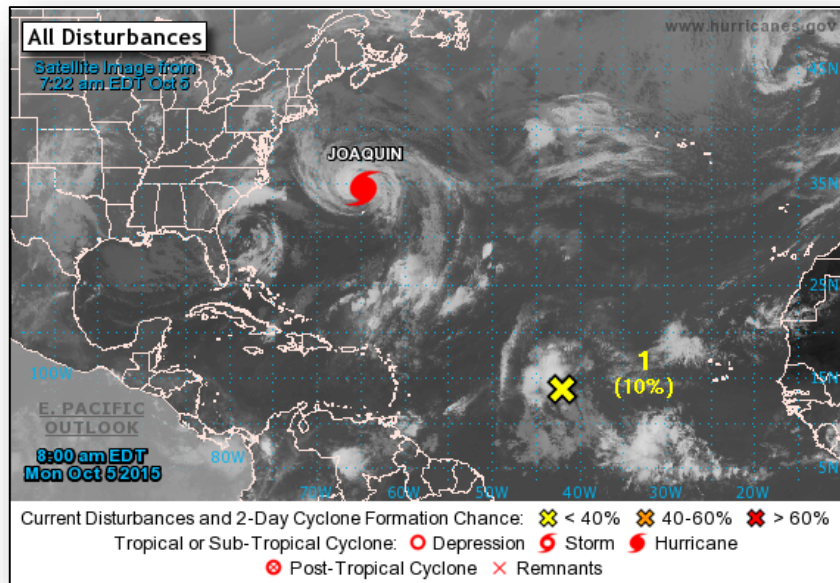 All Disturbances
www.hurricanes.gov
Satellite Image from
7:22 am EDT Oct 5
45N
JOAQUIN
35N
25N
1
(10%)
100W
15N
E. PACIFIC
OUTLOOK
8:00 am EDT
Mon Oct 5 2015
80W
5N
70W 60W 50W 40W 30W 20W
Current Disturbances and 2-Day Cyclone Formation Chance: < 40% 40-60% > 60%
Tropical or Sub-Tropical Cyclone: Depression Storm Hurricane
Post-Tropical Cyclone Remnants